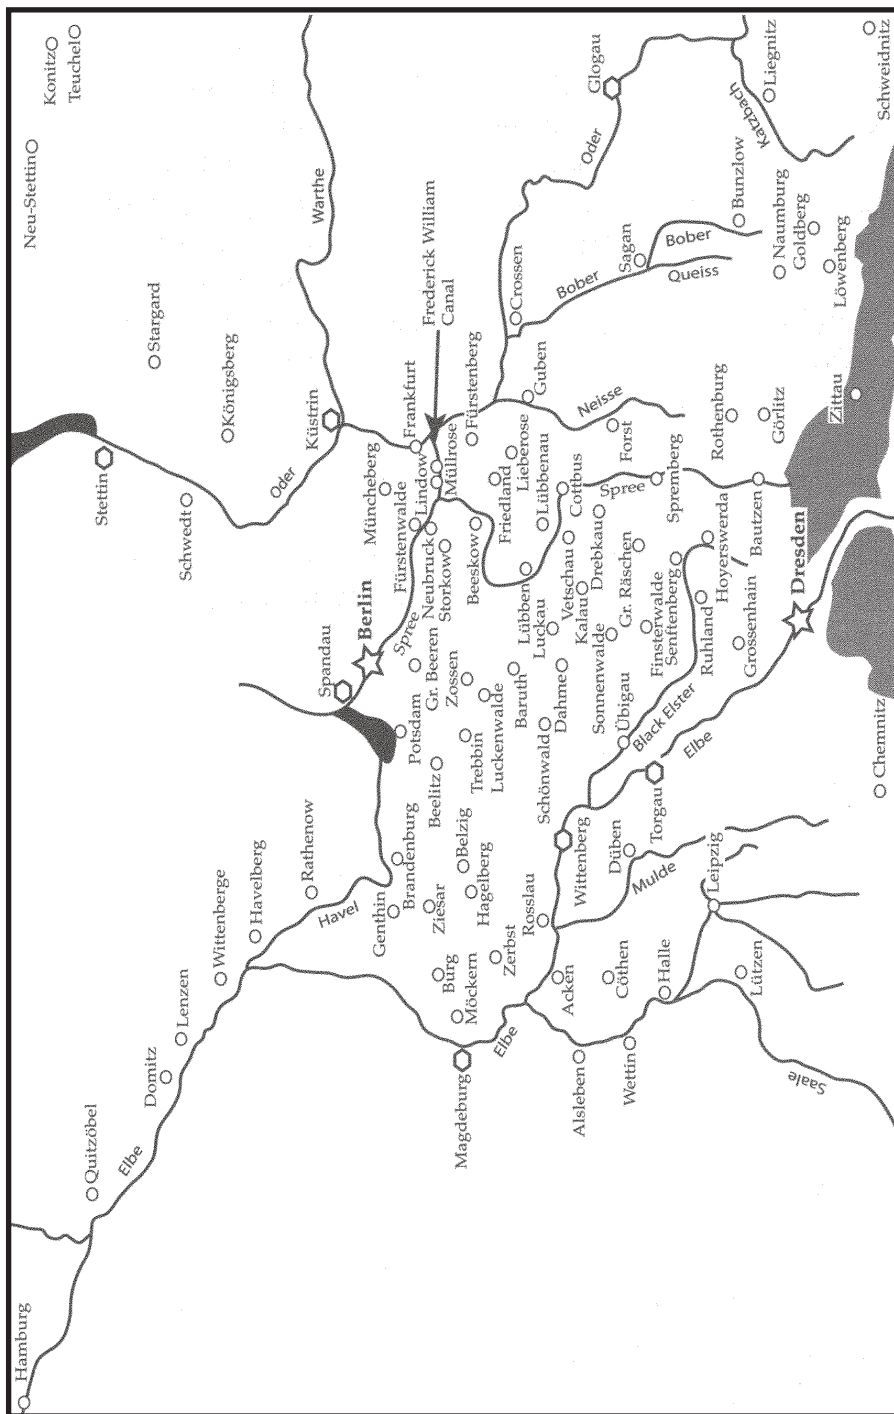 Hamburg
Quitzöbel
Elbe
Domitz
Lenzen
Wittenberge
Havelberg
Rathenow
Havel
Neu-Stettin
Konitz
Teuchel
Stettin
Stargard
Schwedt
Königsberg
Oder
Küstrin
Warthe
Spandau
Berlin
Spree
Müncheberg
Frankfurt
Frederick William
Canal
Genthin
Brandenburg
Potsdam
Gr. Beeren
Fürstenwalde
Lindow
Müllrose
Neubruck
Storkow
Ziesar
Beelitz
Zossen
Beeskow
Fürstenberg
Magdeburg
Burg
Möckern
Hagelberg
Belzig
Trebbin
Luckenwalde
Friedland
Lieberose
Elbe
Zerbst
Baruth
Lübben
Lübbenau
Guben
Crossen
Oder
Glogau
Rosslau
Schönwald
Dahme
Luckau
Vetschau
Cottbus
Acken
Wittenberg
Kalau
Drebkau
Spree
Neisse
Bober
Alsleben
Cöthen
Sonnenwalde
Gr. Räschen
Forst
Sagan
Wettin
Halle
Düben
Mulde
Torgau
Übigau
Black Elster
Finsterwalde
Senftenberg
Spremberg
Queiss
Bober
Elbe
Ruhland
Hoyerswerda
Rothenburg
Bunzlow
Katzbach
Liegnitz
Leipzig
Lützen
Grossenhain
Bautzen
Görlitz
Naumburg
Goldberg
Saale
Dresden
Zittau
Löwenberg
Chemnitz
Schweidnitz